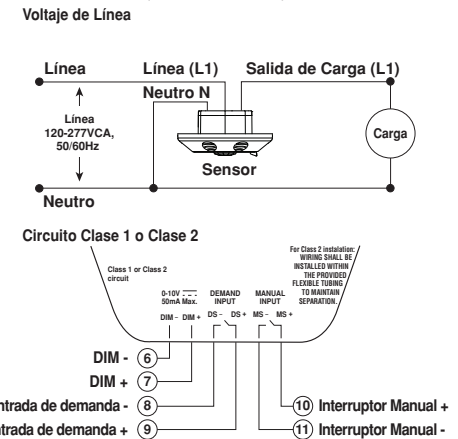 Voltaje de Línea
Línea
Línea (L1)
Salida de Carga (L1)
Neutro N
Línea
120-277VCA,
50/60Hz
Carga
Sensor
Neutro
Circuito Clase 1 o Clase 2
Class 1 or Class 2
circuit
For Class 2 instalation:
WIRING SHALL BE
INSTALLED WITHIN
THE PROVIDED
FLEXIBLE TUBING
TO MAINTAIN
SEPARATION.
0-10V
50mA Max.
DEMAND
INPUT
MANUAL
INPUT
DIM - DIM + DS - DS + MS - MS +
DIM - 6
DIM + 7
ntrada de demanda - 8
10 Interruptor Manual +
ntrada de demanda + 9
11 Interruptor Manual -